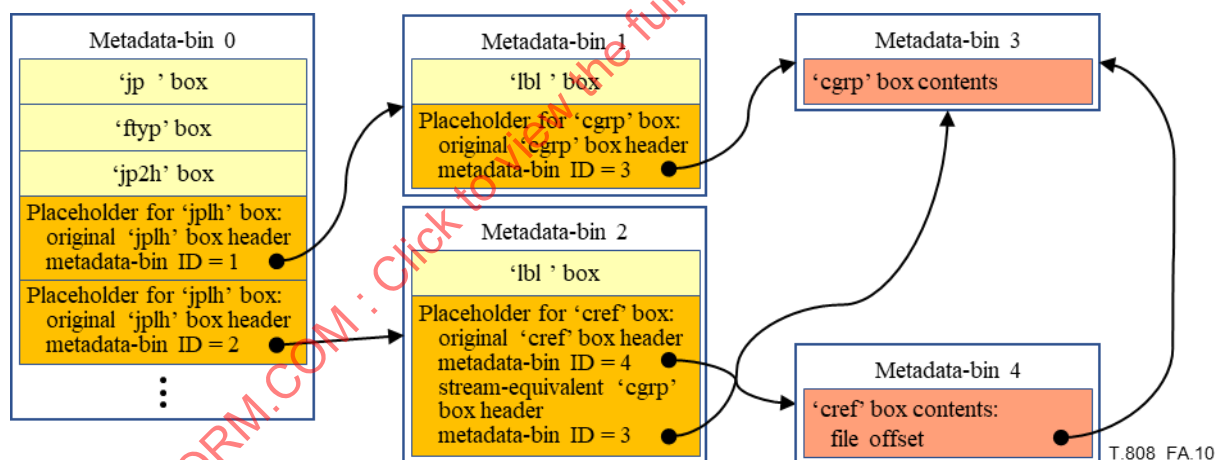 Metadata-bin 0
‘jp ’ box
‘ftyp’ box
‘jp2h’ box
Placeholder for ‘jplh’ box:
original ‘jplh’ box header
metadata-bin ID = 1
Placeholder for ‘jplh’ box:
original ‘jplh’ box header
metadata-bin ID = 2
Metadata-bin 1
‘lbl ’ box
Placeholder for ‘cgrp’ box:
original ‘cgrp’ box header
metadata-bin ID = 3
Metadata-bin 2
‘lbl ’ box
Placeholder for ‘cref’ box:
original ‘cref’ box header
metadata-bin ID = 4
stream-equivalent ‘cgrp’
box header
metadata-bin ID = 3
Metadata-bin 3
‘cgrp’ box contents
Metadata-bin 4
‘cref’ box contents:
file offset
T.808_FA.10
ORM.COM : Click to view the full